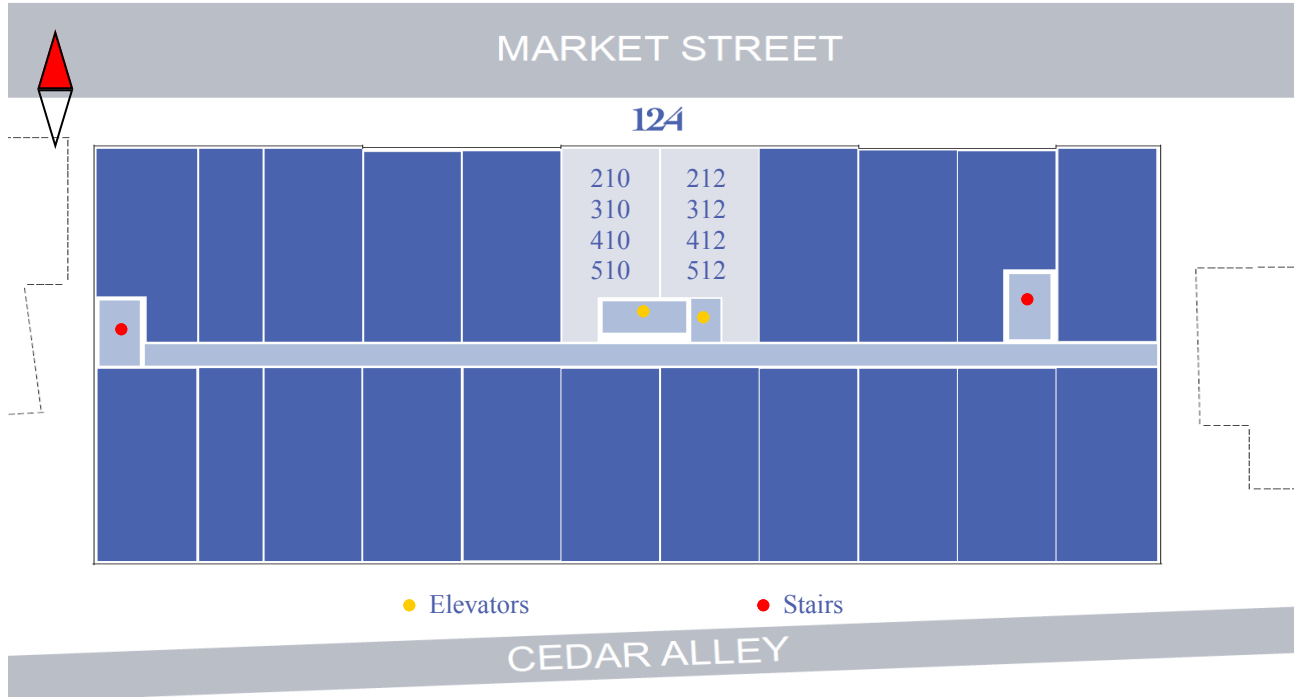 MARKET STREET
124
210 212
310 312
410 412
510 512
Elevators Stairs
CEDAR ALLEY